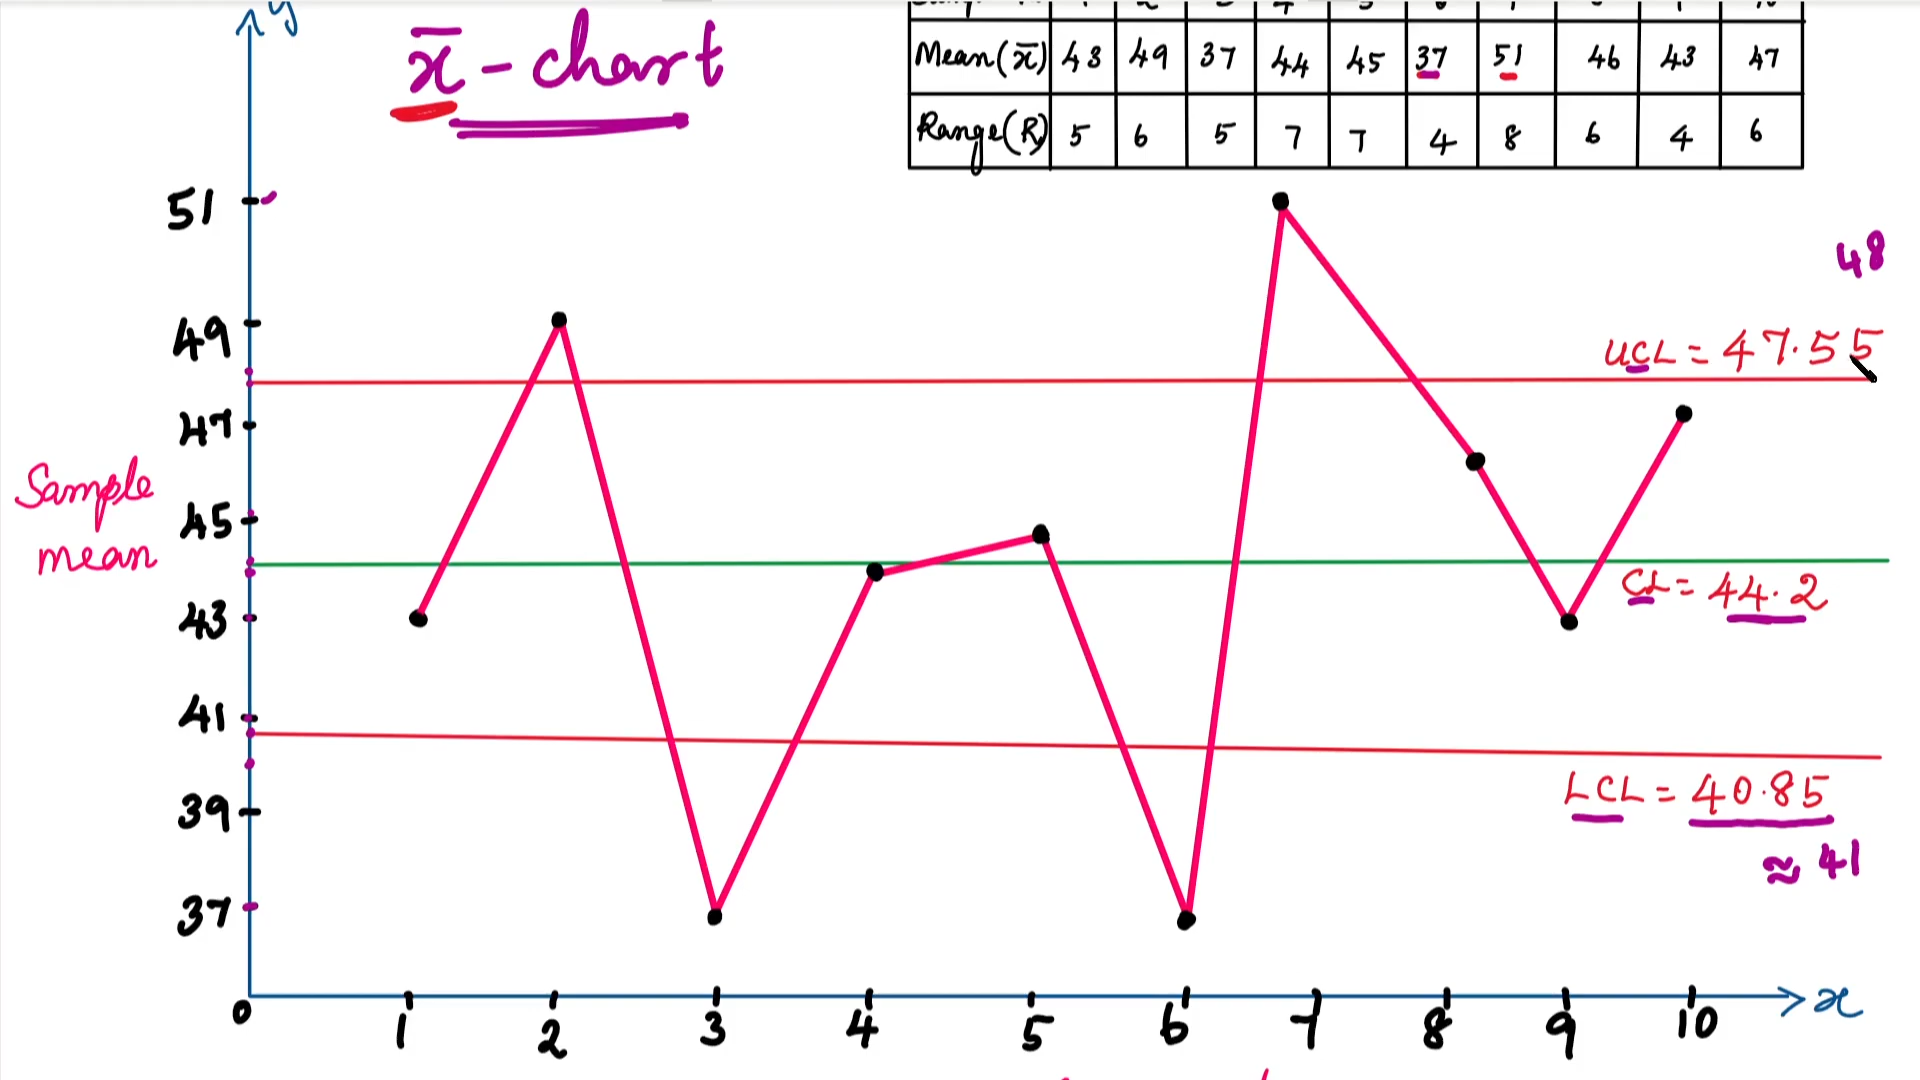 y
x̄ - chart
Mean(x̄) 43 49 37 44 45 37 51 46 43 47
Range(R) 5 6 5 7 7 4 8 6 4 6
51
48
49
UCL = 47.55
47
Sample
mean
45
CL = 44.2
43
41
LCL = 40.85
≈ 41
39
37
0 1 2 3 4 5 6 7 8 9 10 x